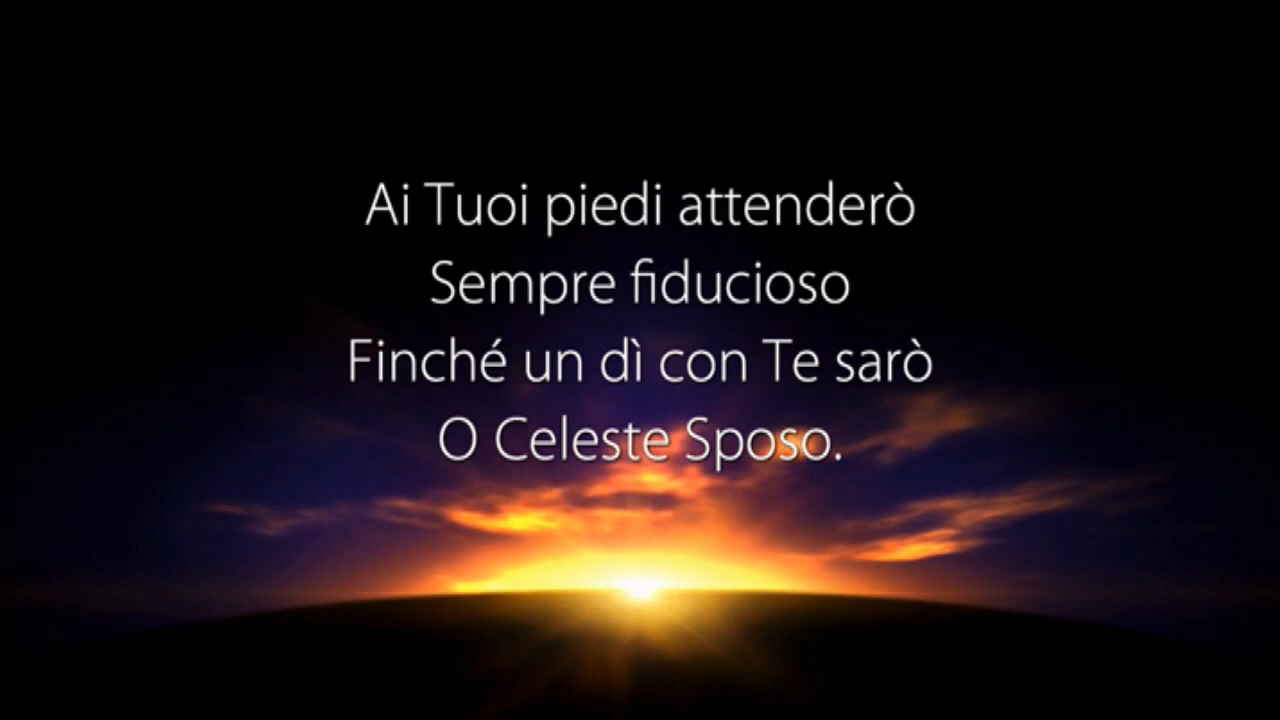 Ai Tuoi piedi attenderò
Sempre fiducioso
Finché un dì con Te sarò
O Celeste Sposo.